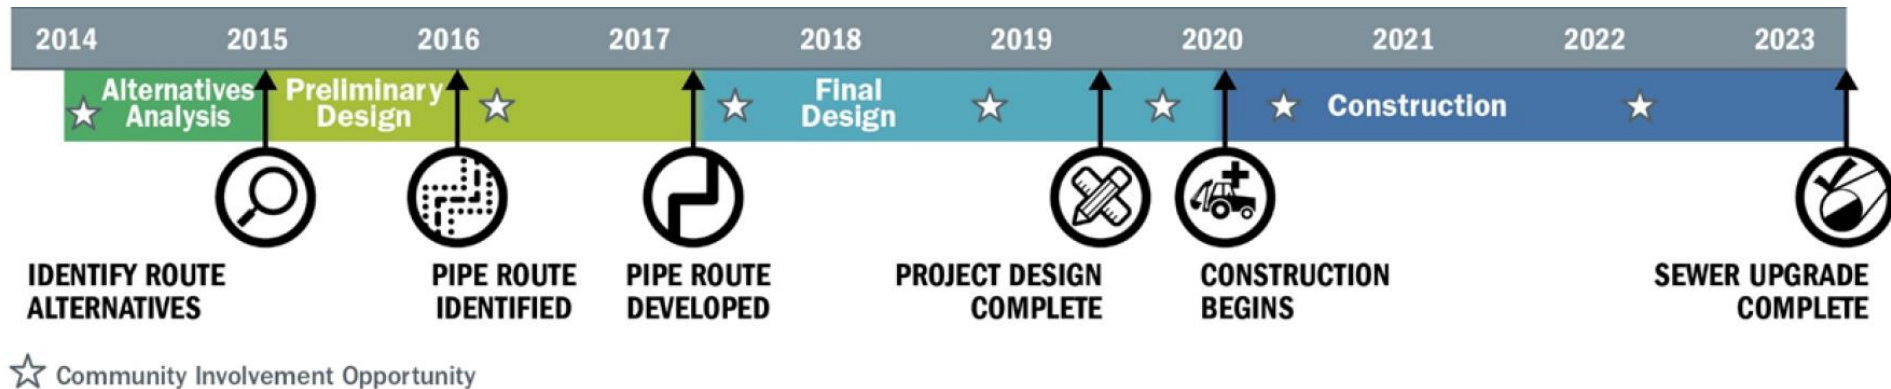 2014 2015 2016 2017 2018 2019 2020 2021 2022 2023
Alternatives
Analysis
Preliminary
Design
Final
Design
Construction
IDENTIFY ROUTE
ALTERNATIVES
PIPE ROUTE
IDENTIFIED
PIPE ROUTE
DEVELOPED
PROJECT DESIGN
COMPLETE
CONSTRUCTION
BEGINS
SEWER UPGRADE
COMPLETE
Community Involvement Opportunity